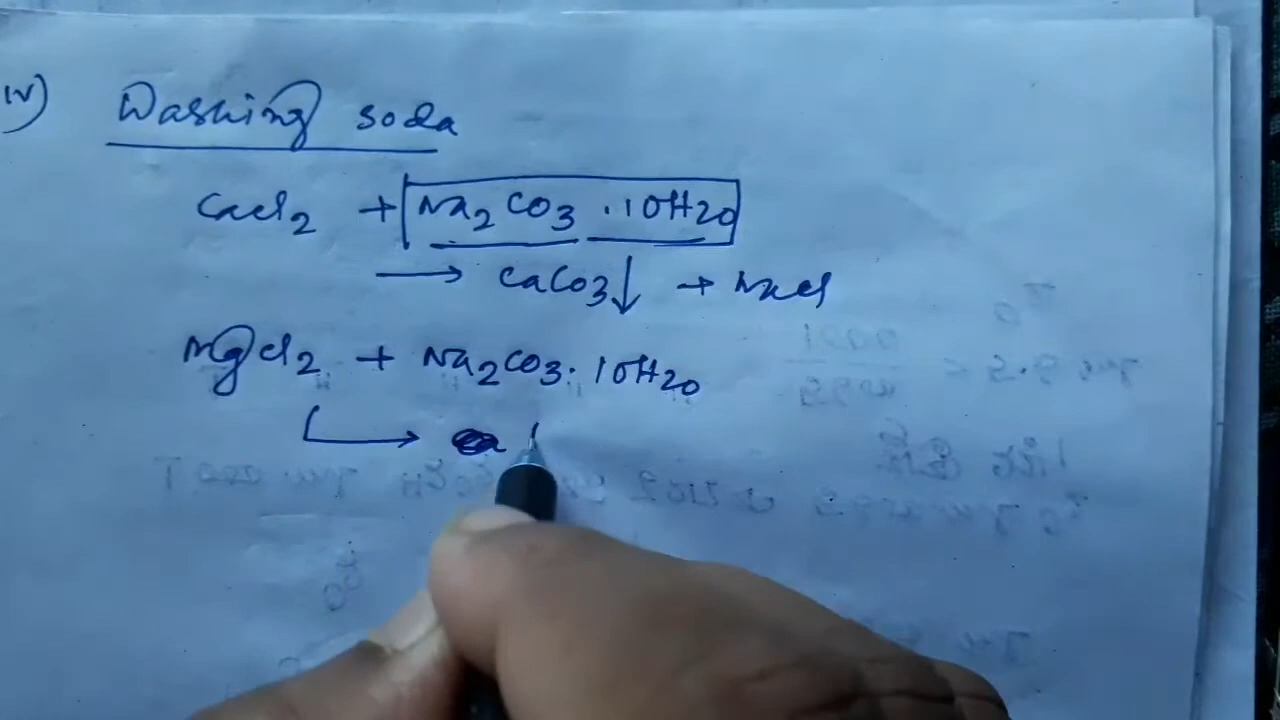 iv) Washing soda
CaCl2 + Na2CO3 .10H2O
→ CaCO3↓ + NaCl
MgCl2 + Na2CO3. 10H2O